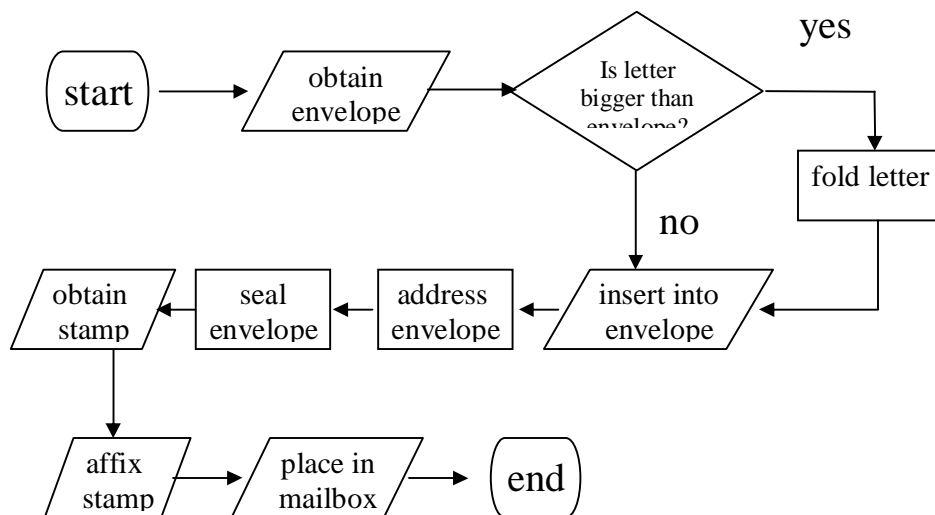 start
obtain
envelope
Is letter
bigger than
envelope?
yes
fold letter
no
insert into
envelope
address
envelope
seal
envelope
obtain
stamp
affix
stamp
place in
mailbox
end